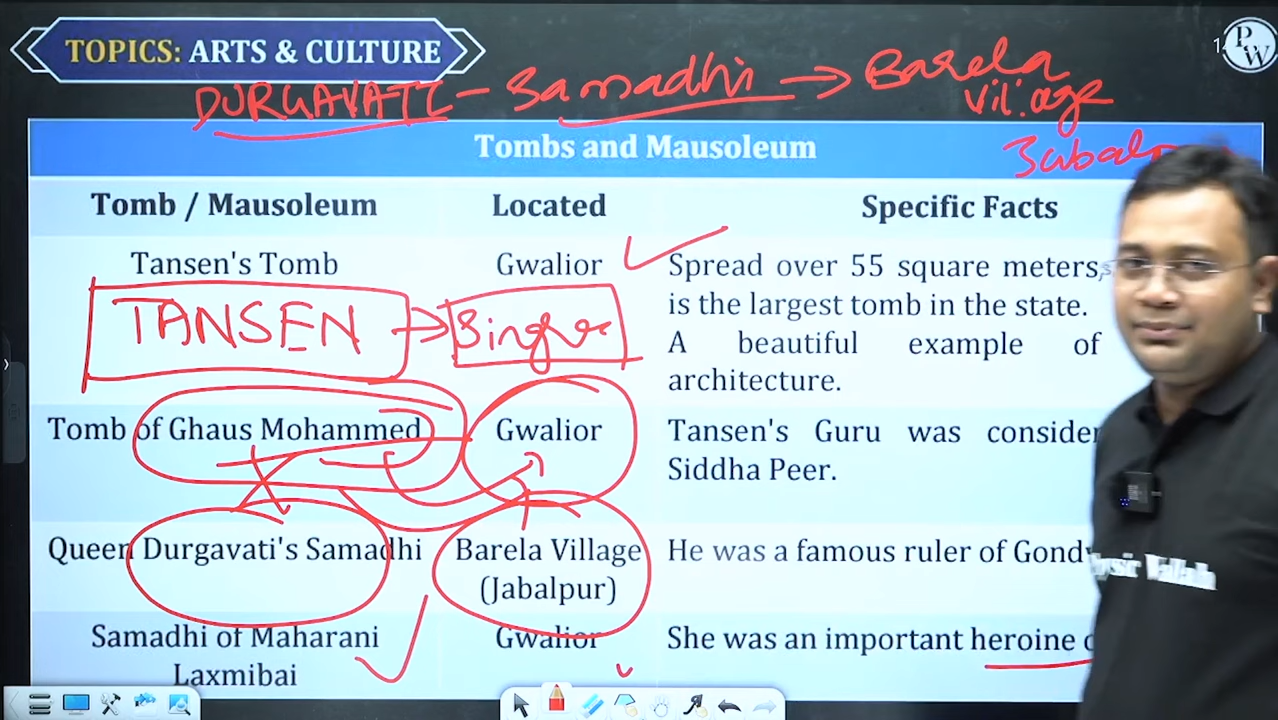 TOPICS: ARTS & CULTURE
14
PW
DURGAVATI - Samadhi → Barela
village
Tombs and Mausoleum
Tomb / Mausoleum Located Specific Facts
Tansen's Tomb Gwalior Spread over 55 square meters,
is the largest tomb in the state.
TANSEN → Singer
A beautiful example of
architecture.
Tomb of Ghaus Mohammed Gwalior Tansen's Guru was consider
Siddha Peer.
Queen Durgavati's Samadhi Barela Village He was a famous ruler of Gond
(Jabalpur)
Samadhi of Maharani Gwalior She was an important heroine
Laxmibai